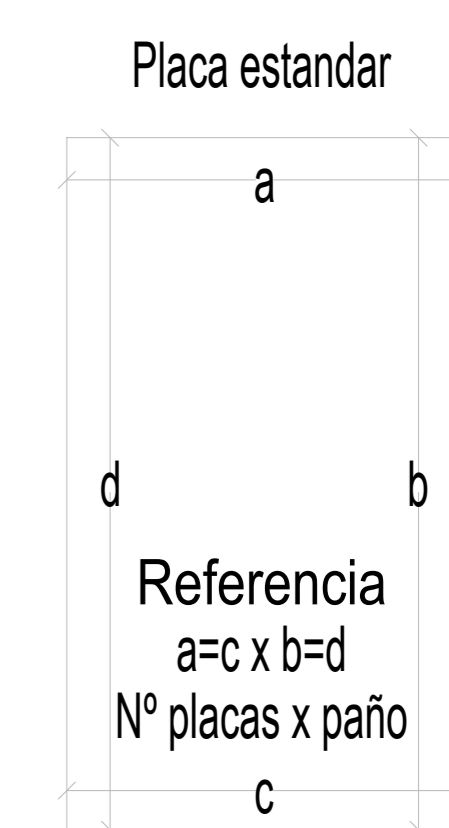 Placa estandar
a
d b
Referencia
a=c x b=d
Nº placas x paño
c